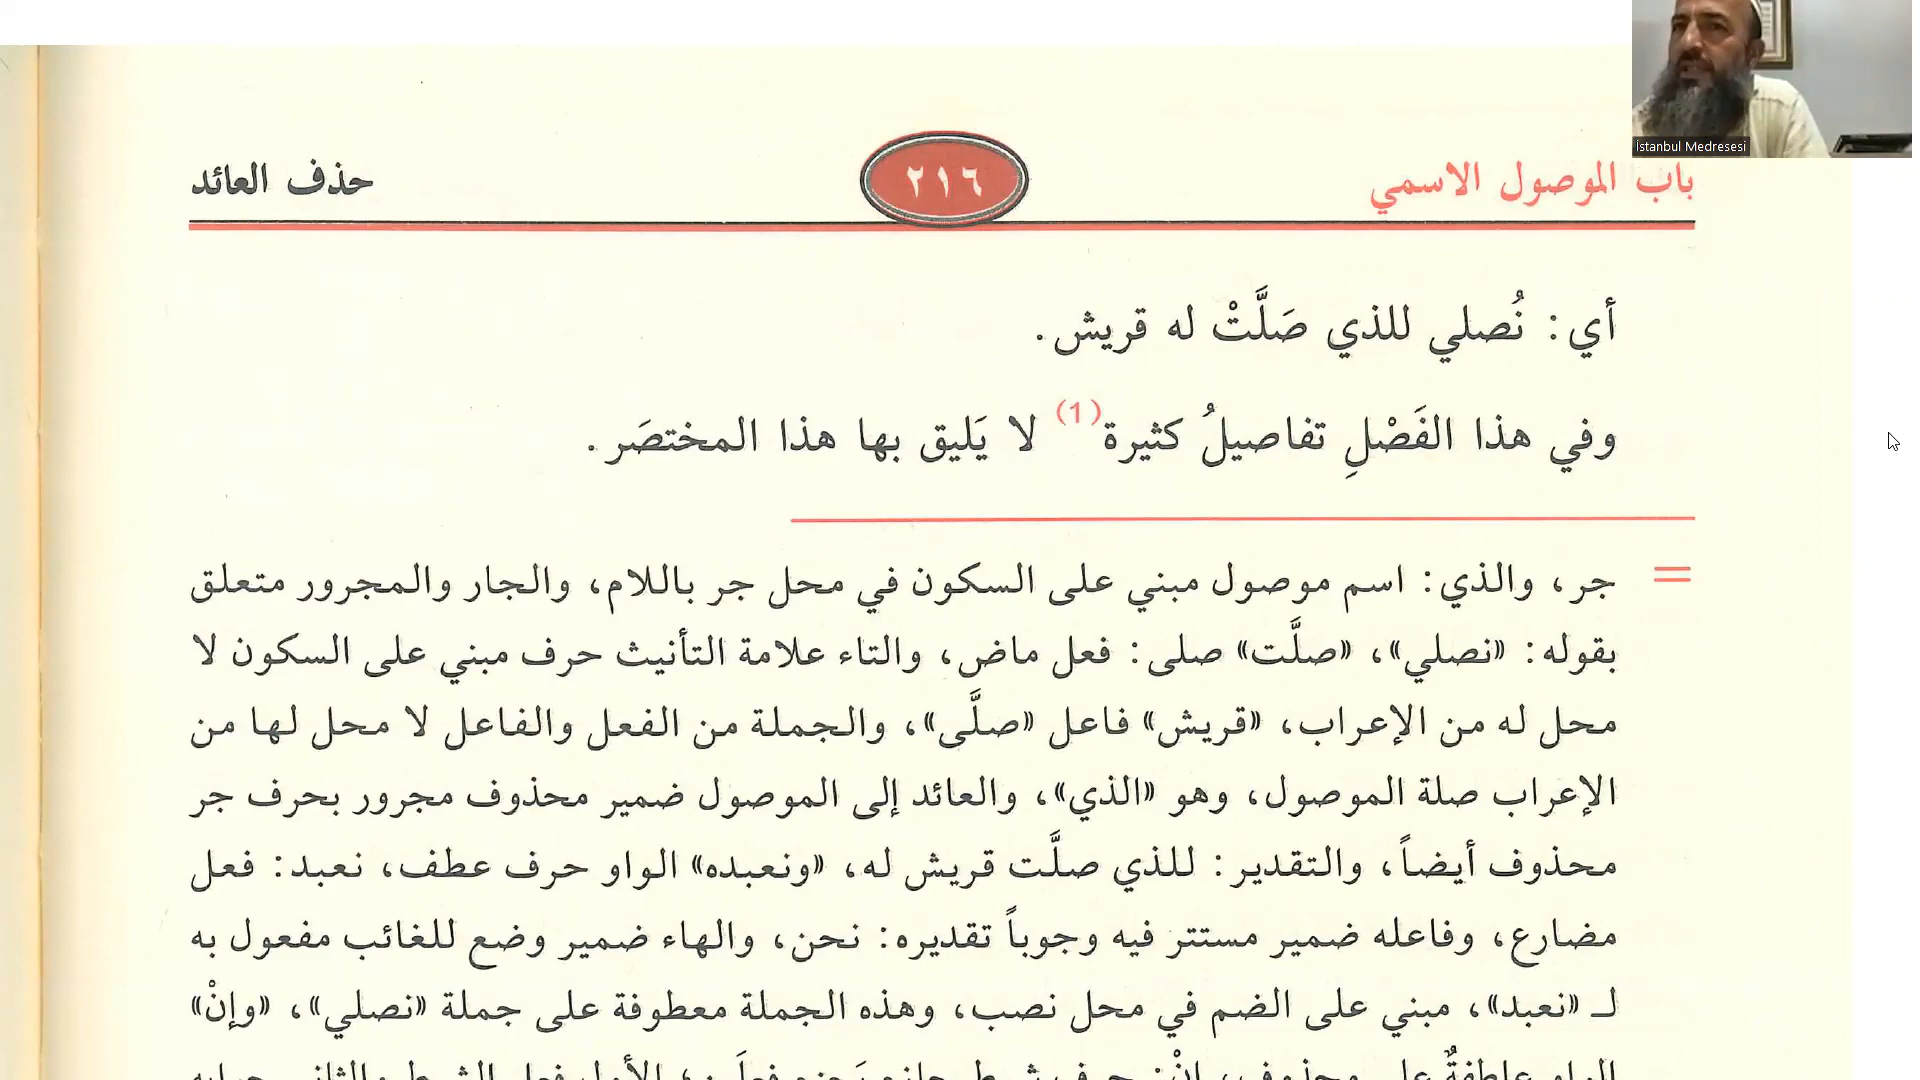 İstanbul Medresesi
باب الموصول الاسمي
٢١٦
حذف العائد
أي: نُصلي للذي صَلَّتْ له قريش.
وفي هذا الفَصْلِ تفاصيلُ كثيرة(1) لا يَليق بها هذا المختصَر.
= جر، والذي: اسم موصول مبني على السكون في محل جر باللام، والجار والمجرور متعلق
بقوله: «نصلي»، «صلَّت» صلى: فعل ماض، والتاء علامة التأنيث حرف مبني على السكون لا
محل له من الإعراب، «قريش» فاعل «صلَّى»، والجملة من الفعل والفاعل لا محل لها من
الإعراب صلة الموصول، وهو «الذي»، والعائد إلى الموصول ضمير محذوف مجرور بحرف جر
محذوف أيضاً، والتقدير: للذي صلَّت قريش له، «ونعبده» الواو حرف عطف، نعبد: فعل
مضارع، وفاعله ضمير مستتر فيه وجوباً تقديره: نحن، والهاء ضمير وضع للغائب مفعول به
لـ «نعبد»، مبني على الضم في محل نصب، وهذه الجملة معطوفة على جملة «نصلي»، «وإنْ»